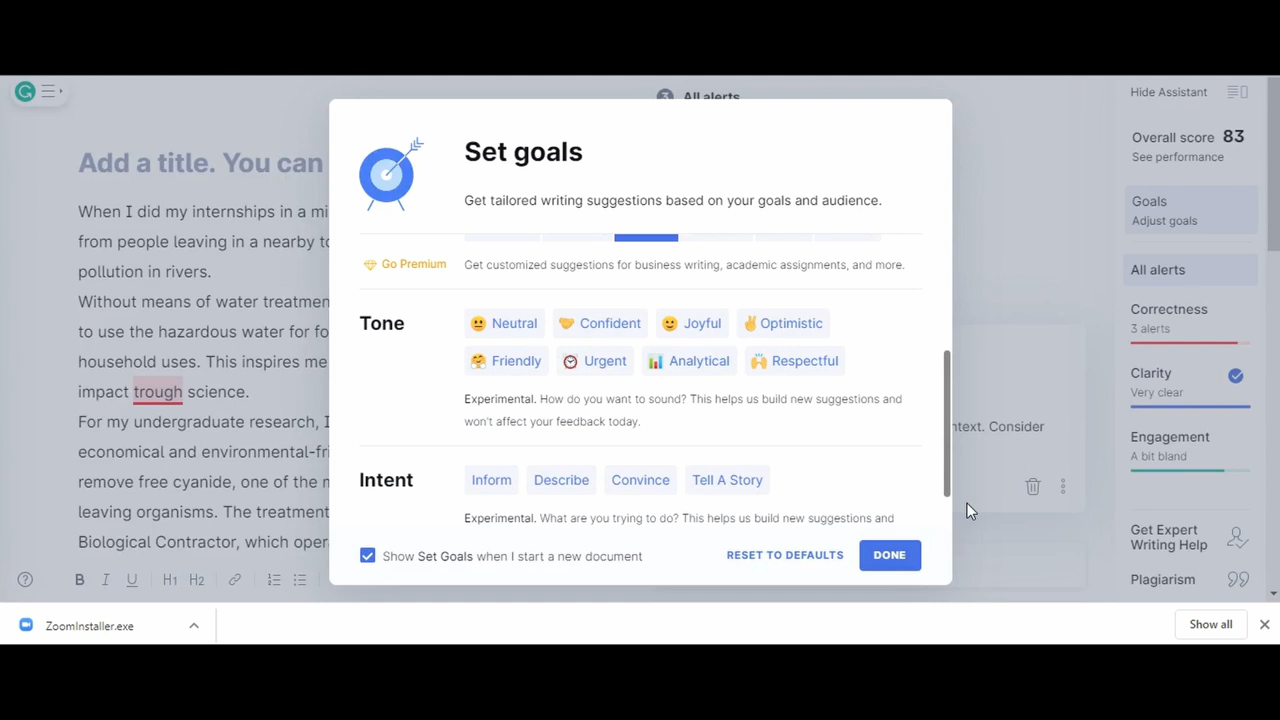 All alerts
Hide Assistant
Add a title. You can
When I did my internships in a mi
from people leaving in a nearby to
pollution in rivers.
Without means of water treatmen
to use the hazardous water for fo
household uses. This inspires me
impact trough science.
For my undergraduate research, I
economical and environmental-fri
remove free cyanide, one of the m
leaving organisms. The treatment
Biological Contractor, which oper
B I U H1 H2
Set goals
Get tailored writing suggestions based on your goals and audience.
Go Premium
Get customized suggestions for business writing, academic assignments, and more.
Tone
Neutral Confident Joyful Optimistic
Friendly Urgent Analytical Respectful
Experimental. How do you want to sound? This helps us build new suggestions and
won't affect your feedback today.
Intent
Inform Describe Convince Tell A Story
Experimental. What are you trying to do? This helps us build new suggestions and
Show Set Goals when I start a new document
RESET TO DEFAULTS
DONE
ntext. Consider
Overall score 83
See performance
Goals
Adjust goals
All alerts
Correctness
3 alerts
Clarity
Very clear
Engagement
A bit bland
Get Expert
Writing Help
Plagiarism
ZoomInstaller.exe
Show all